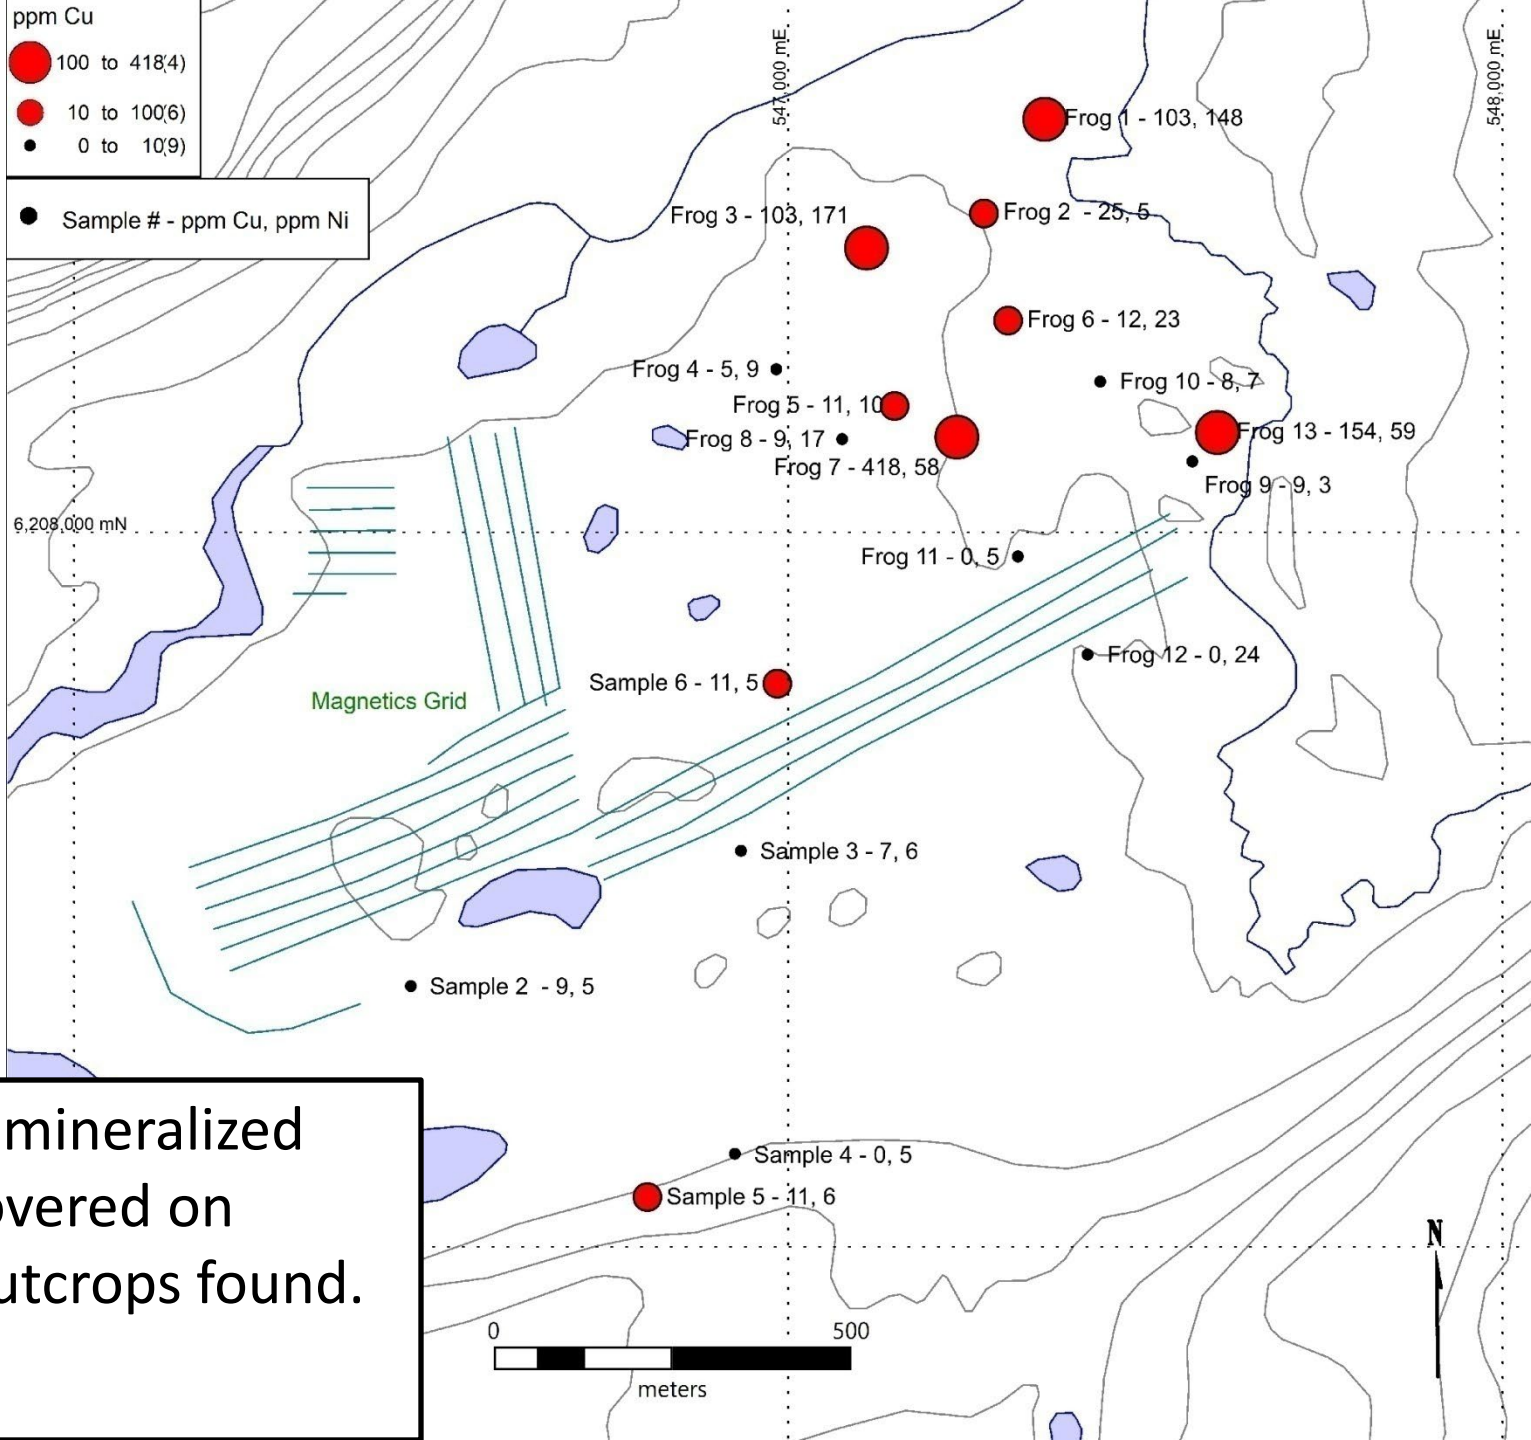 ppm Cu
100 to 418(4)
10 to 100(6)
0 to 10(9)
Sample # - ppm Cu, ppm Ni
547,000 mE
548,000 mE
Frog 1 - 103, 148
Frog 3 - 103, 171
Frog 2 - 25, 5
Frog 6 - 12, 23
Frog 4 - 5, 9
Frog 10 - 8, 7
Frog 5 - 11, 10
Frog 13 - 154, 59
Frog 8 - 9, 17
Frog 7 - 418, 58
Frog 9 - 9, 3
6,208,000 mN
Frog 11 - 0, 5
Frog 12 - 0, 24
Sample 6 - 11, 5
Magnetics Grid
Sample 3 - 7, 6
Sample 2 - 9, 5
mineralized
overed on
utcrops found.
Sample 4 - 0, 5
Sample 5 - 11, 6
N
0 500
meters